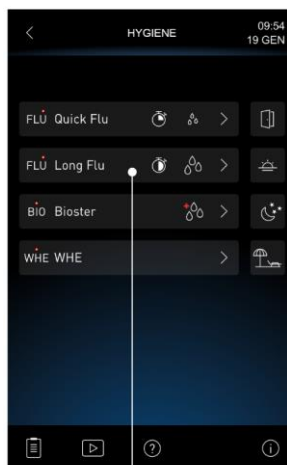 HYGIENE
09:54
19 GEN
FLU Quick Flu
FLU Long Flu
BIO Bioster
WHE WHE